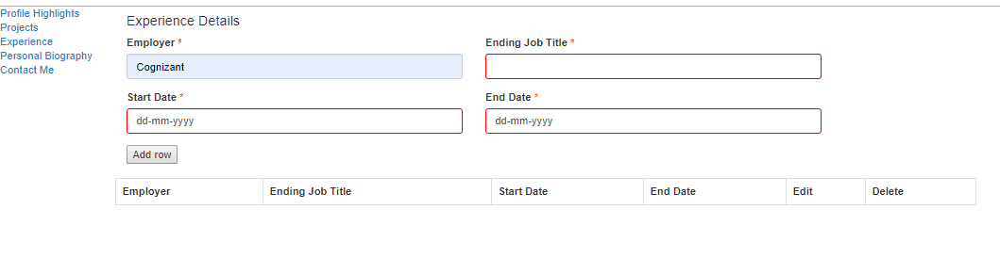 Profile Highlights
Projects
Experience
Personal Biography
Contact Me
Experience Details
Employer *
Ending Job Title *
Cognizant
Start Date *
End Date *
dd-mm-yyyy
dd-mm-yyyy
Add row
Employer Ending Job Title Start Date End Date Edit Delete